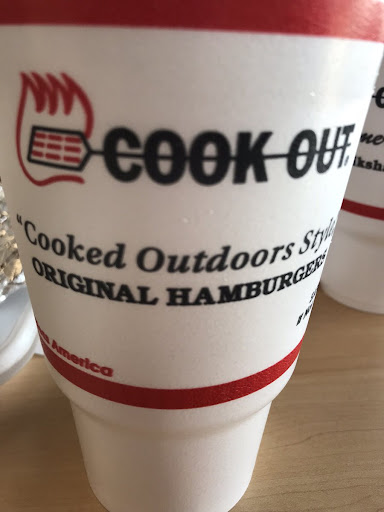 COOK OUT.
"Cooked Outdoors Style
ORIGINAL HAMBURGERS
America